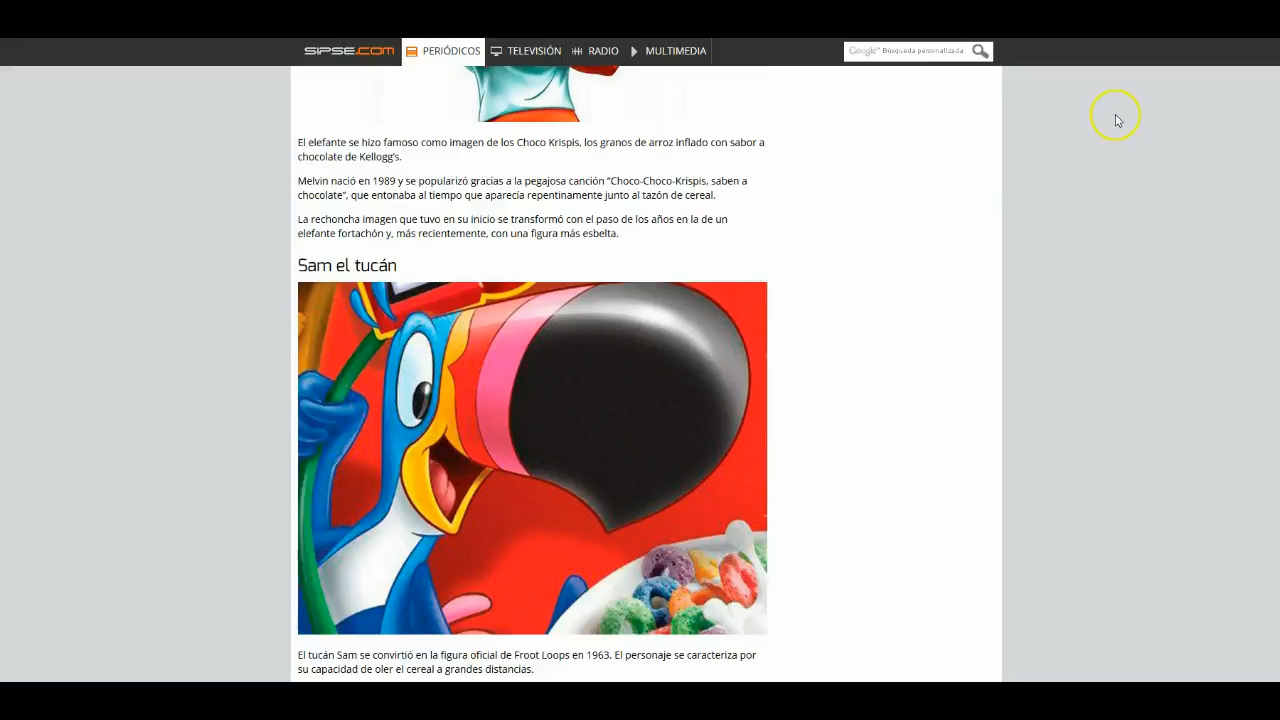 SIPSE.COM PERIÓDICOS TELEVISIÓN RADIO MULTIMEDIA Google™ Búsqueda personalizada
El elefante se hizo famoso como imagen de los Choco Krispis, los granos de arroz inflado con sabor a
chocolate de Kellogg's.
Melvin nació en 1989 y se popularizó gracias a la pegajosa canción "Choco-Choco-Krispis, saben a
chocolate", que entonaba al tiempo que aparecía repentinamente junto al tazón de cereal.
La rechoncha imagen que tuvo en su inicio se transformó con el paso de los años en la de un
elefante fortachón y, más recientemente, con una figura más esbelta.
Sam el tucán
El tucán Sam se convirtió en la figura oficial de Froot Loops en 1963. El personaje se caracteriza por
su capacidad de oler el cereal a grandes distancias.